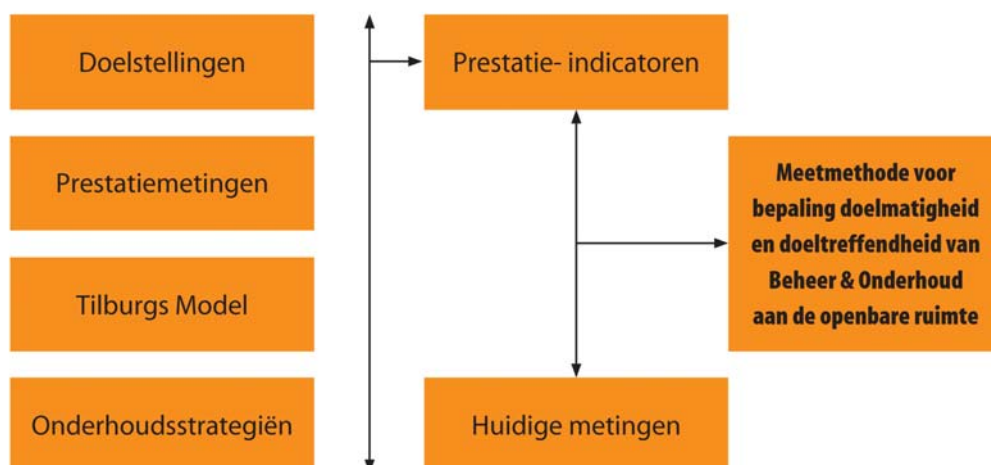 Doelstellingen
Prestatiemetingen
Tilburgs Model
Onderhoudsstrategiën
Prestatie- indicatoren
Huidige metingen
Meetmethode voor
bepaling doelmatigheid
en doeltreffendheid van
Beheer & Onderhoud
aan de openbare ruimte